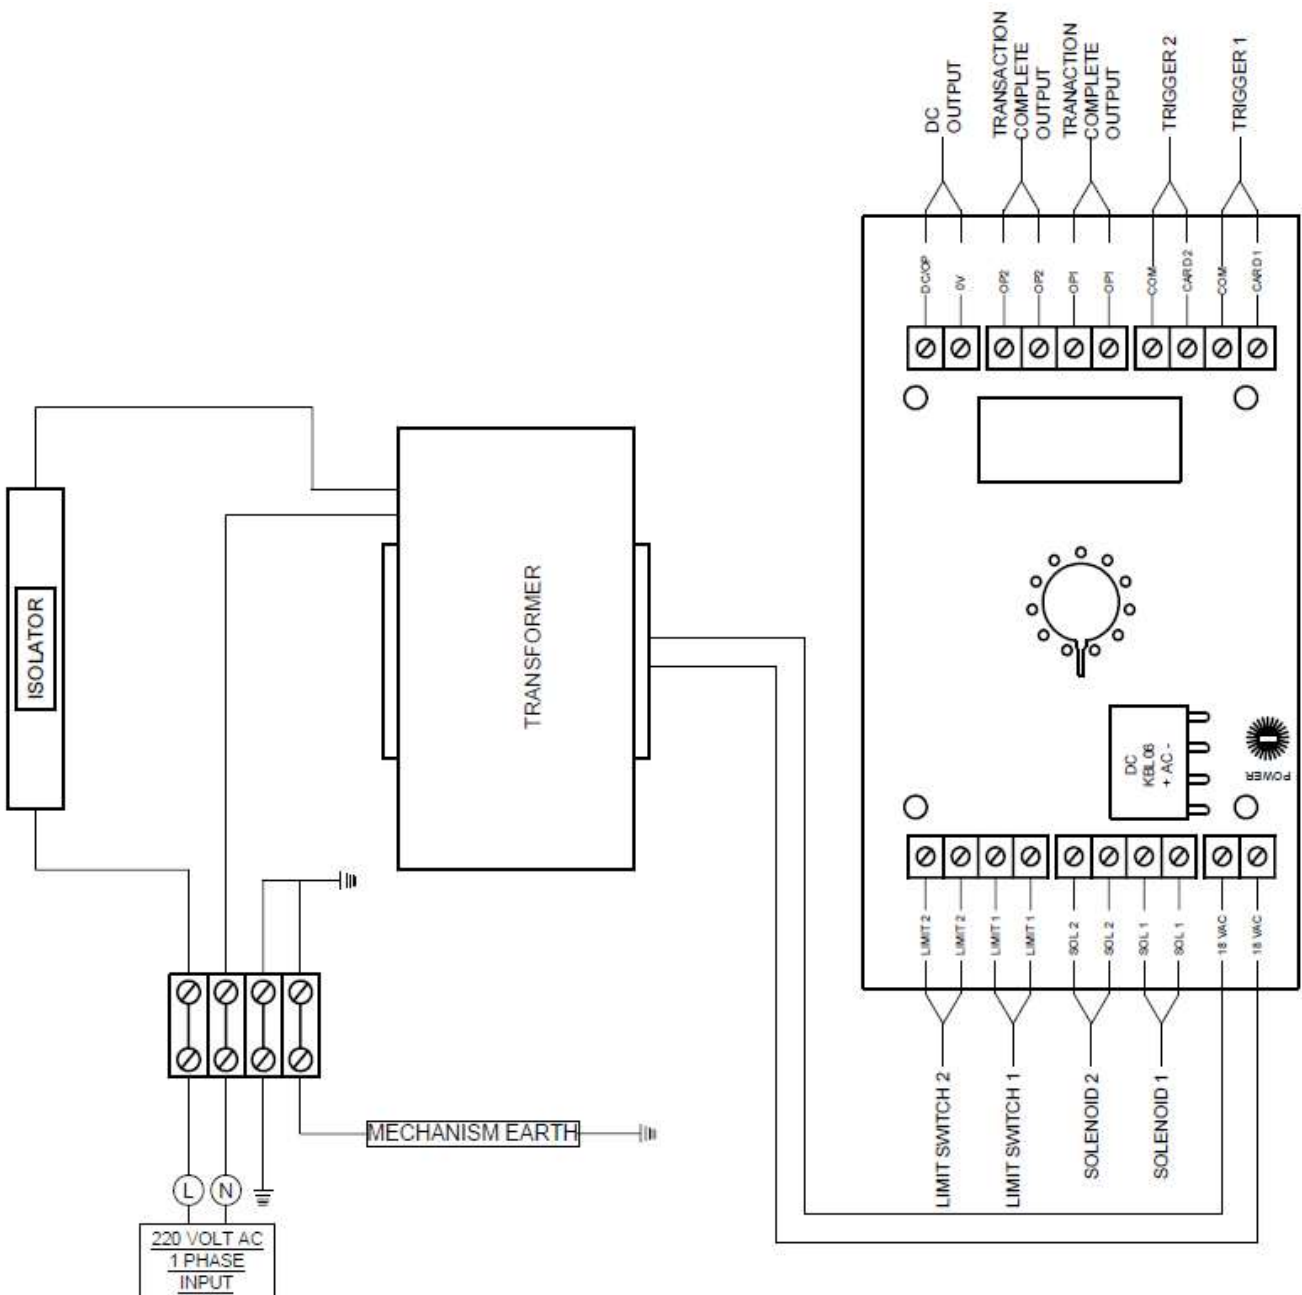 DC
OUTPUT
TRANSACTION
COMPLETE
OUTPUT
TRANACTION
COMPLETE
OUTPUT
TRIGGER 2
TRIGGER 1
DC/OP
0V
OP2
OP2
OP1
OP1
COM
CARD 2
COM
CARD 1
ISOLATOR
TRANSFORMER
DC
KBL06
+ AC -
POWER
LIMIT 2
LIMIT 2
LIMIT 1
LIMIT 1
SOL 2
SOL 2
SOL 1
SOL 1
18 VAC
18 VAC
LIMIT SWITCH 2
LIMIT SWITCH 1
SOLENOID 2
SOLENOID 1
MECHANISM EARTH
L
N
220 VOLT AC
1 PHASE
INPUT